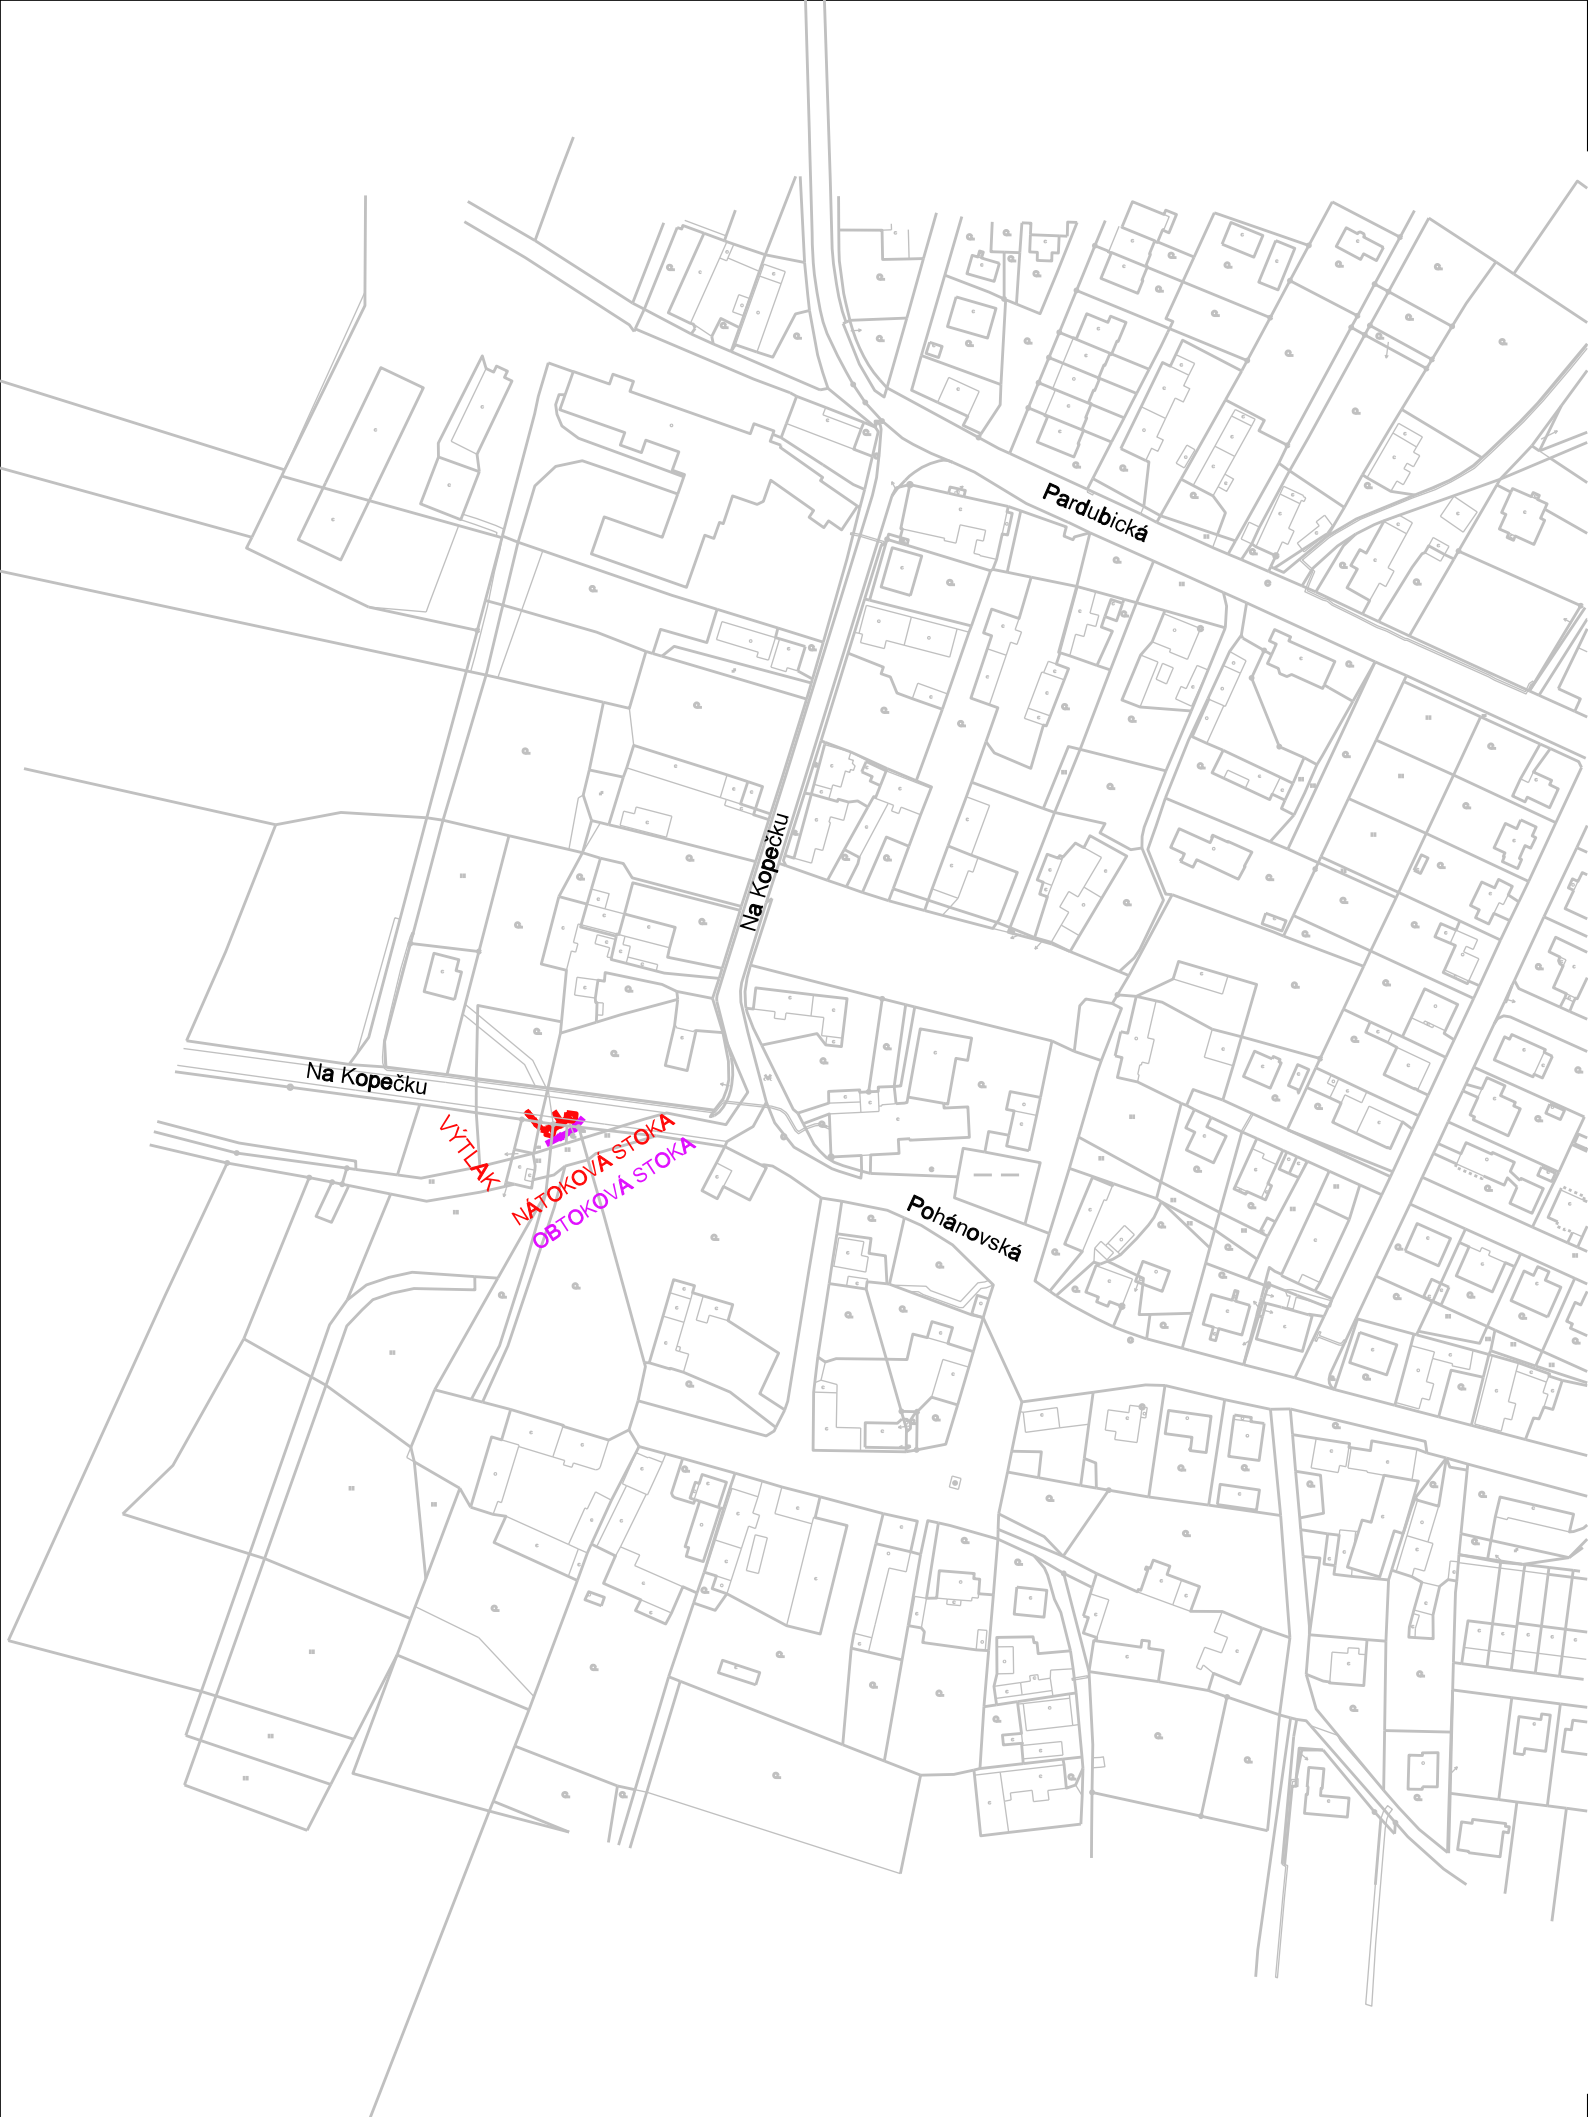 Pardubická
Na Kopečku
Na Kopečku
VÝTLAK
NÁTOKOVÁ STOKA
OBTOKOVÁ STOKA
Pohánovská